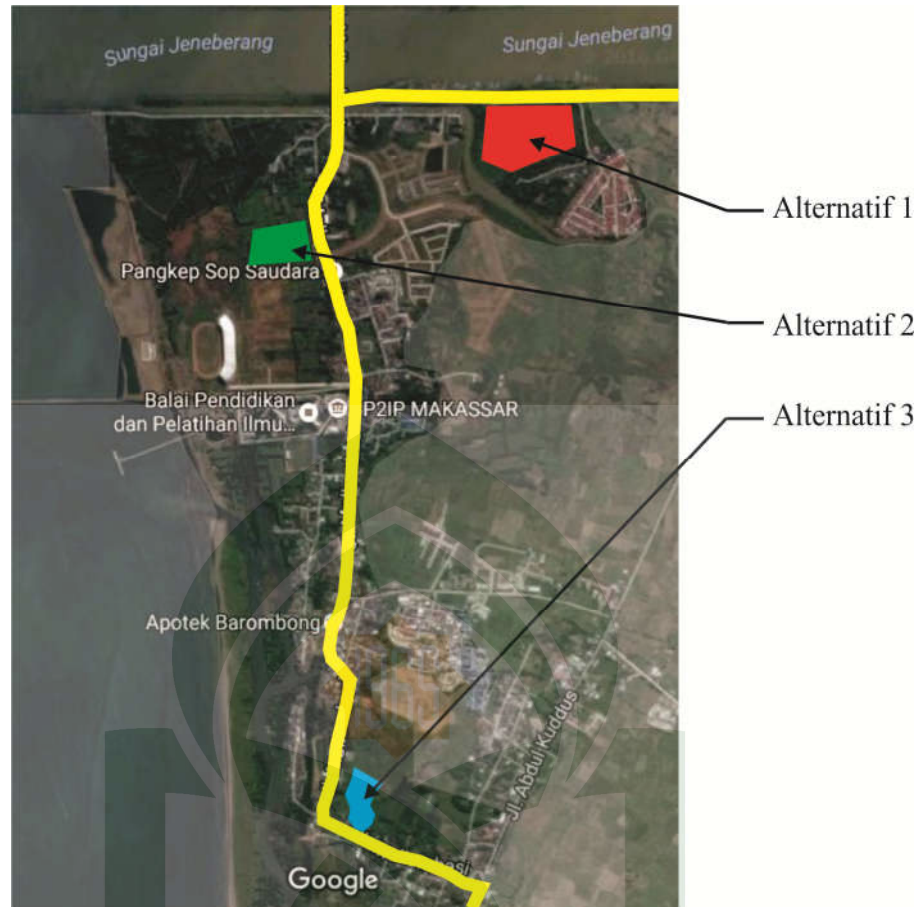 Sungai Jeneberang
Sungai Jeneberang
Alternatif 1
Pangkep Sop Saudara
Alternatif 2
Balai Pendidikan
dan Pelatihan Ilmu...
P2IP MAKASSAR
Alternatif 3
Apotek Barombong
Jl. Abdul Kuddus
Google